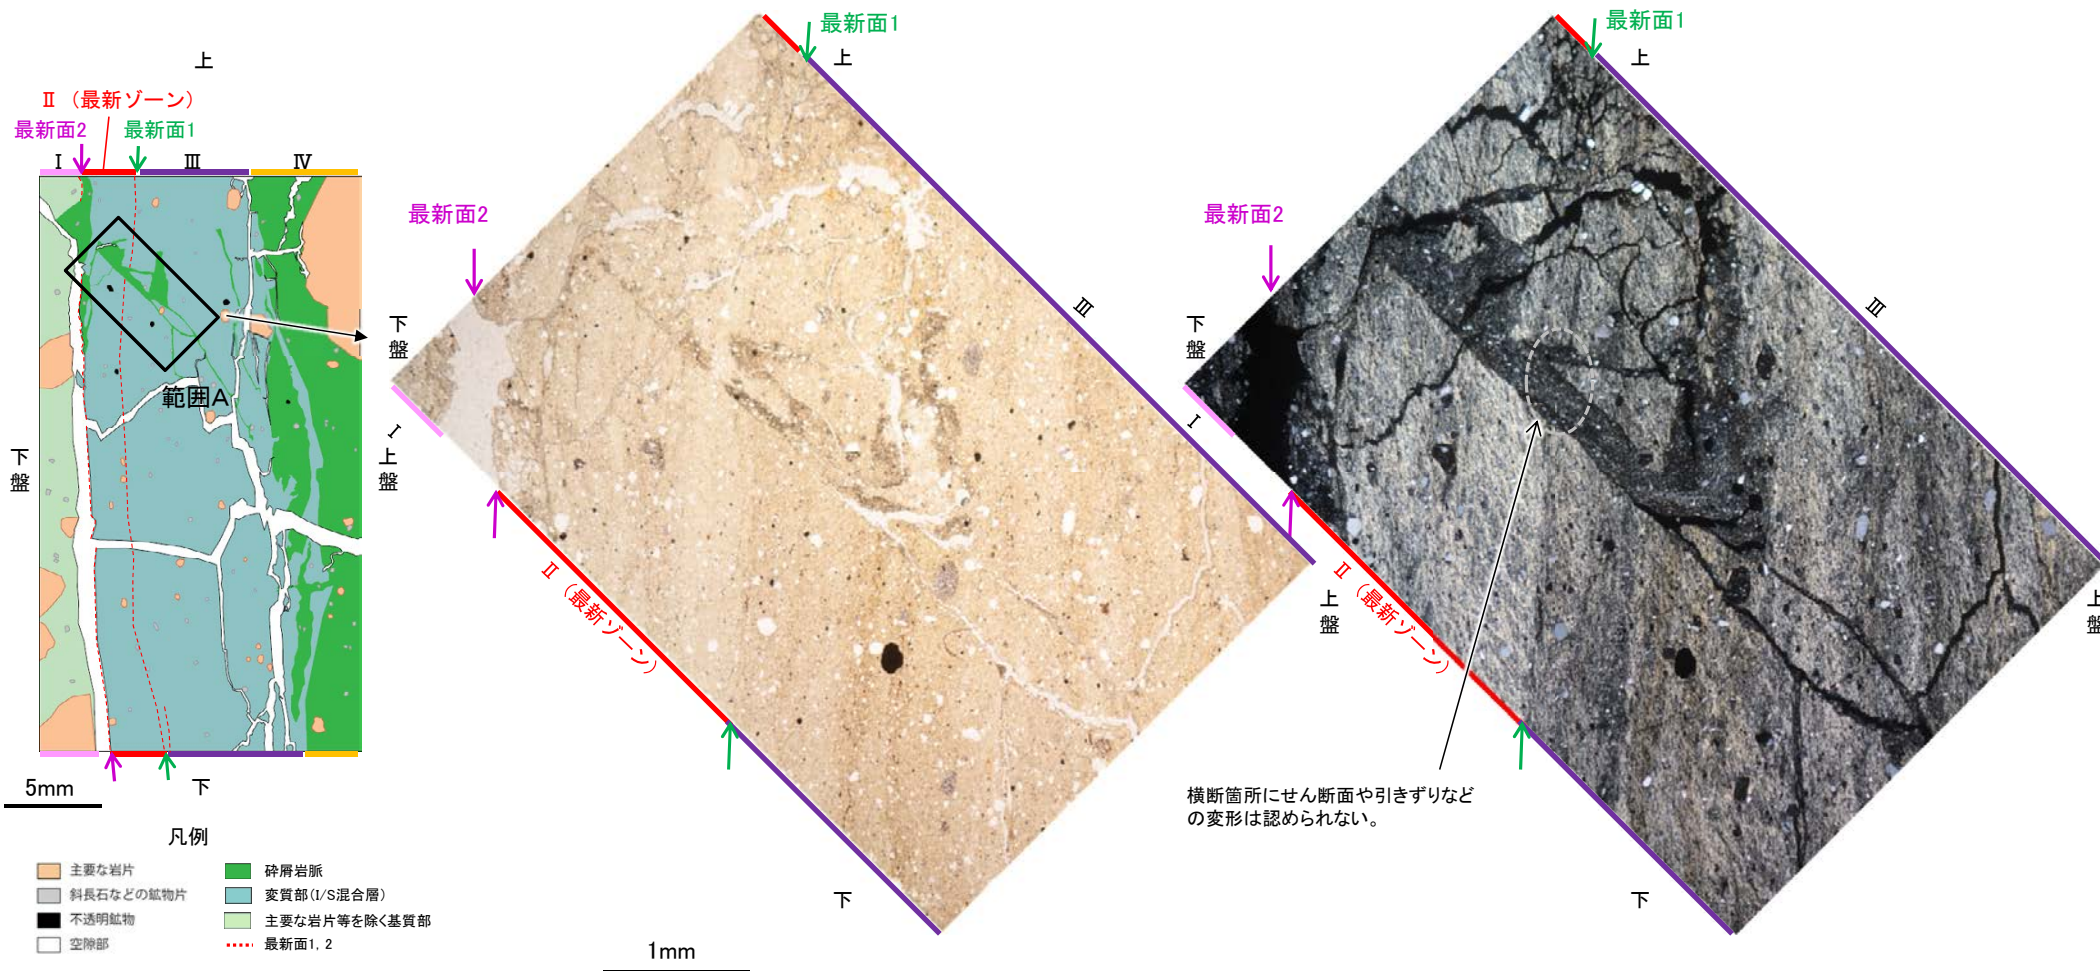 上
Ⅱ (最新ゾーン)
最新面2
最新面1
Ⅰ
Ⅲ
Ⅳ
範囲A
下盤
上盤
下
5mm
凡例
主要な岩片
斜長石などの鉱物片
不透明鉱物
空隙部
砕屑岩脈
変質部(I/S混合層)
主要な岩片等を除く基質部
最新面1, 2
最新面1
上
最新面2
下盤
Ⅰ
Ⅲ
Ⅱ (最新ゾーン)
上盤
下
1mm
最新面1
上
最新面2
下盤
Ⅰ
Ⅲ
Ⅱ (最新ゾーン)
上盤
横断箇所にせん断面や引きずりなど
の変形は認められない。
下